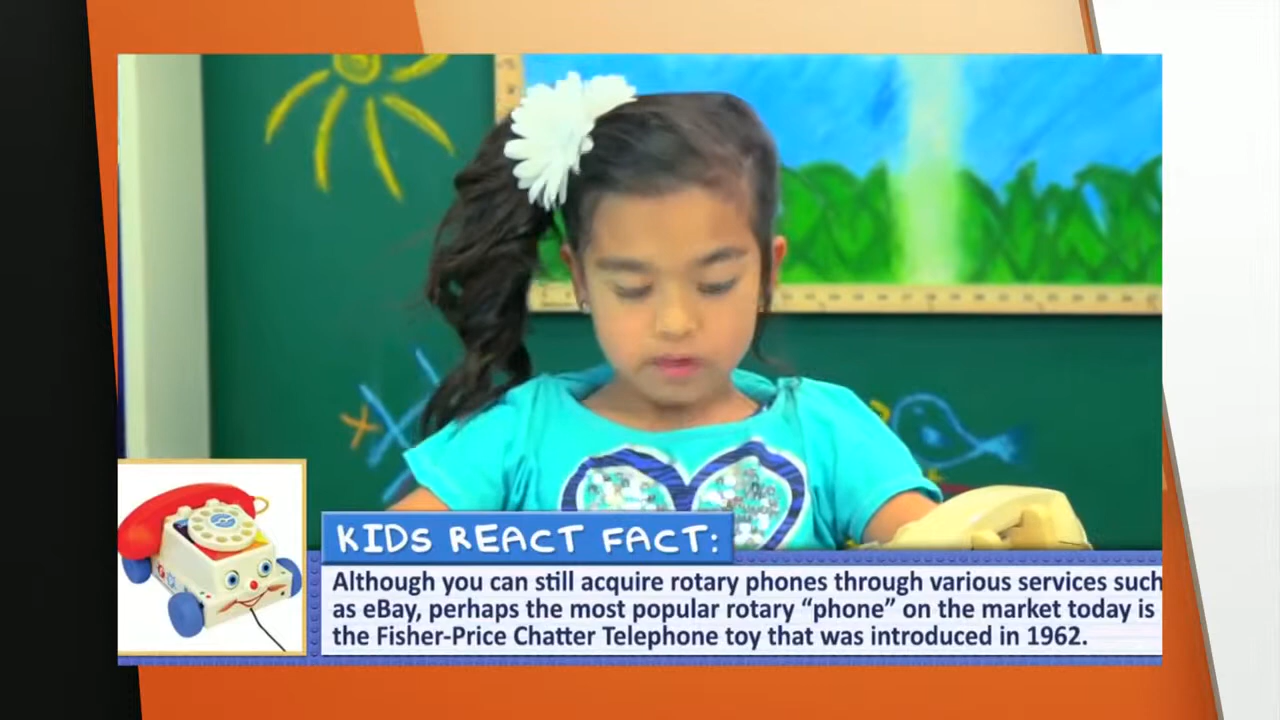 KIDS REACT FACT:
Although you can still acquire rotary phones through various services such
as eBay, perhaps the most popular rotary “phone” on the market today is
the Fisher-Price Chatter Telephone toy that was introduced in 1962.